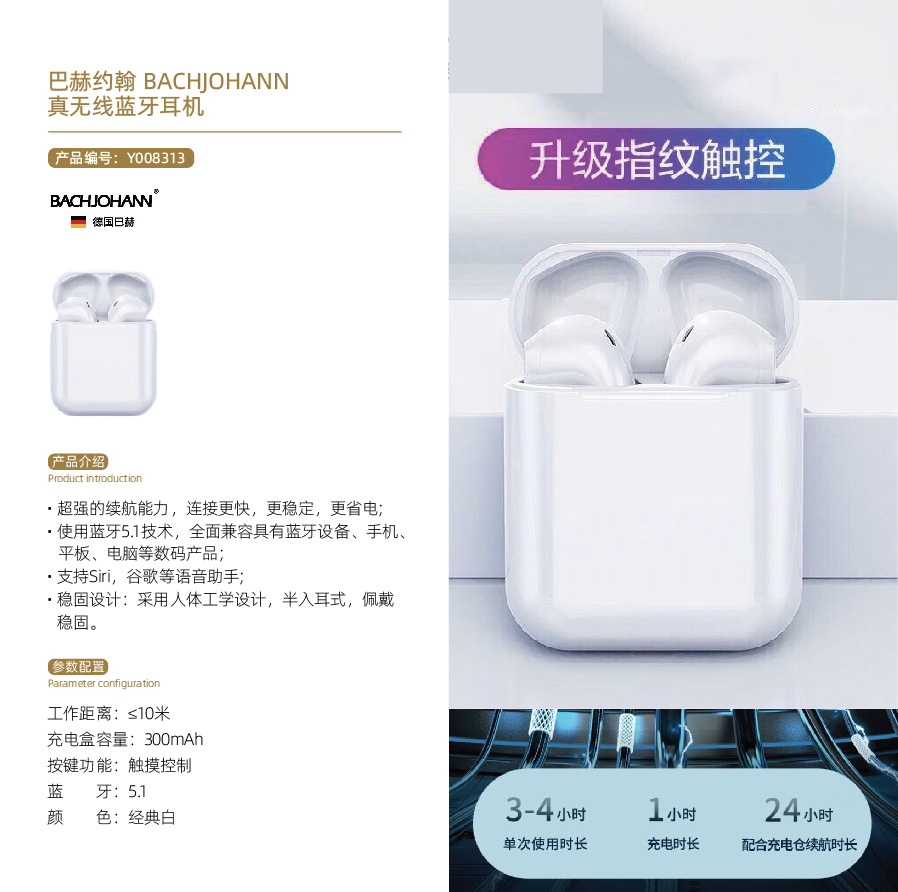 巴赫约翰 BACHJOHANN
真无线蓝牙耳机
产品编号：Y008313
BACHJOHANN®
德国巴赫
产品介绍
Product introduction
• 超强的续航能力，连接更快，更稳定，更省电；
• 使用蓝牙5.1技术，全面兼容具有蓝牙设备、手机、
平板、电脑等数码产品；
• 支持Siri，谷歌等语音助手；
• 稳固设计：采用人体工学设计，半入耳式，佩戴
稳固。
参数配置
Parameter configuration
工作距离：≤10米
充电盒容量：300mAh
按键功能：触摸控制
蓝　　牙：5.1
颜　　色：经典白
升级指纹触控
3-4小时 1小时 24小时
单次使用时长 充电时长 配合充电仓续航时长